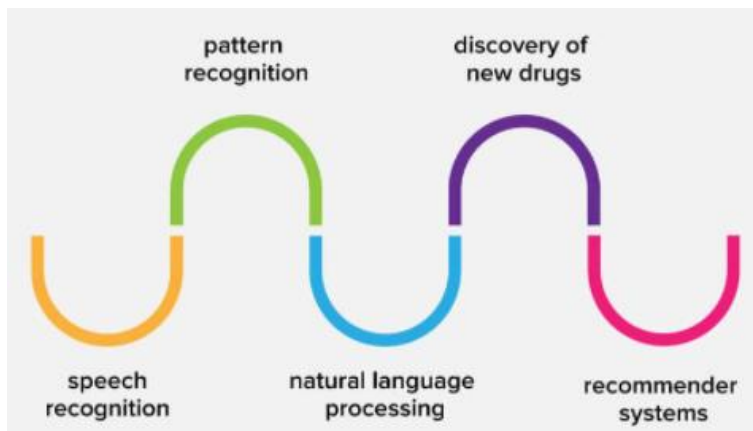 pattern
recognition
discovery of
new drugs
speech
recognition
natural language
processing
recommender
systems